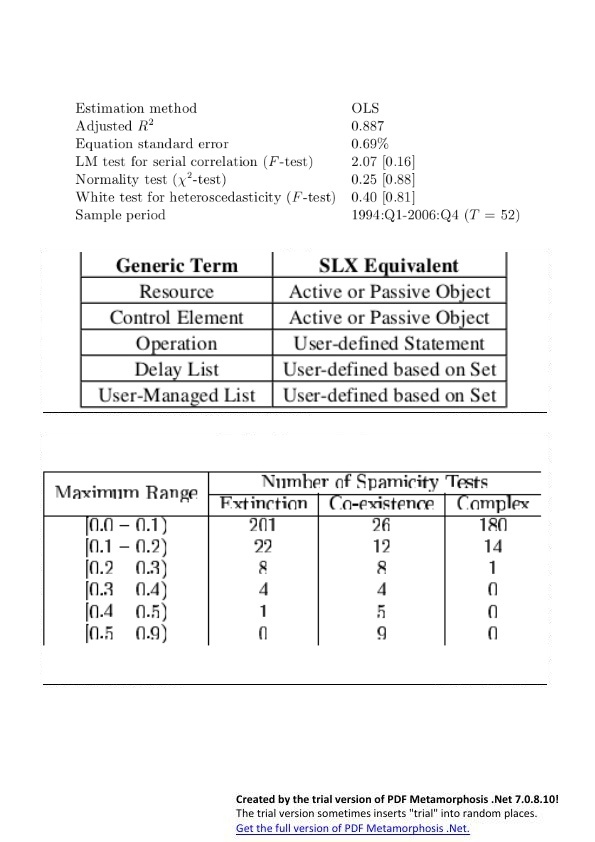 Estimation method OLS
Adjusted R² 0.887
Equation standard error 0.69%
LM test for serial correlation (F-test) 2.07 [0.16]
Normality test (χ²-test) 0.25 [0.88]
White test for heteroscedasticity (F-test) 0.40 [0.81]
Sample period 1994:Q1-2006:Q4 (T = 52)
Generic Term SLX Equivalent
Resource Active or Passive Object
Control Element Active or Passive Object
Operation User-defined Statement
Delay List User-defined based on Set
User-Managed List User-defined based on Set
Maximum Range Number of Spamicity Tests
Extinction Co-existence Complex
[0.0 – 0.1) 201 26 180
[0.1 – 0.2) 22 12 14
[0.2 0.3) 8 8 1
[0.3 0.4) 4 4 0
[0.4 0.5) 1 5 0
[0.5 0.9) 0 9 0
Created by the trial version of PDF Metamorphosis .Net 7.0.8.10!
The trial version sometimes inserts "trial" into random places.
Get the full version of PDF Metamorphosis .Net.